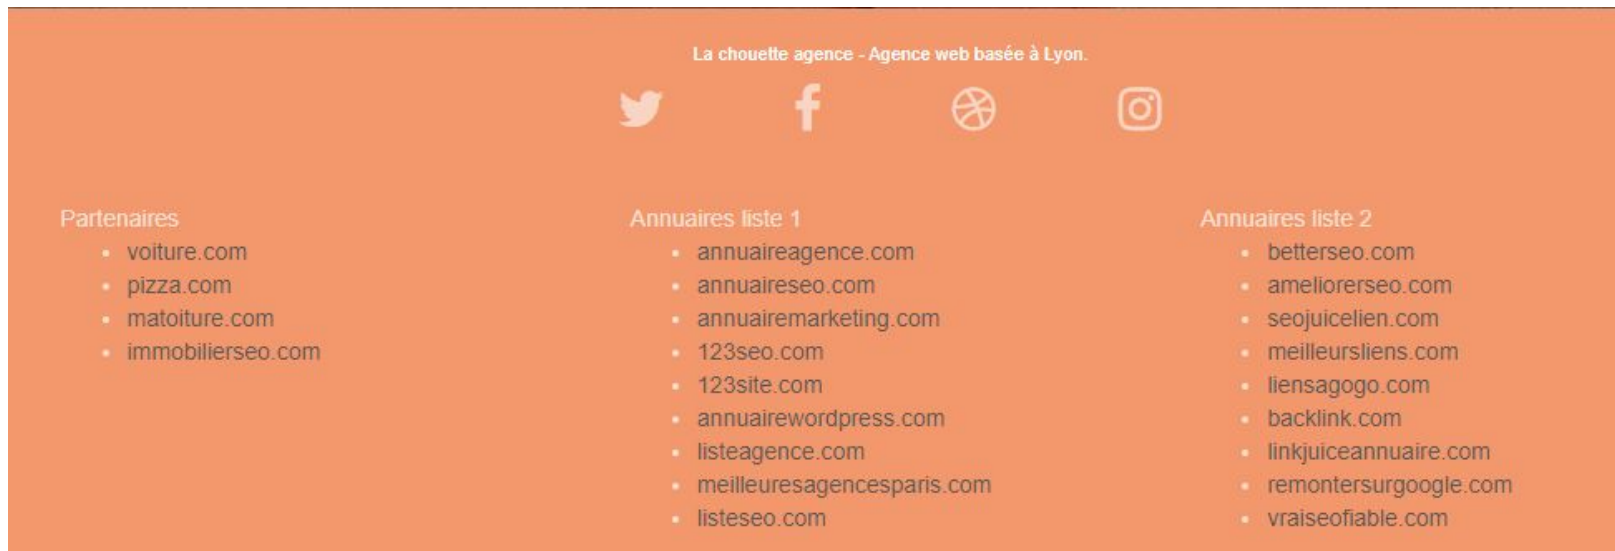 La chouette agence - Agence web basée à Lyon.
Partenaires
voiture.com
pizza.com
matoiture.com
immobilierseo.com
Annuaires liste 1
annuaireagence.com
annuaireseo.com
annuairemarketing.com
123seo.com
123site.com
annuairewordpress.com
listeagence.com
meilleuresagencesparis.com
listeseo.com
Annuaires liste 2
betterseo.com
ameliorerseo.com
seojuicelien.com
meilleursliens.com
liensagogo.com
backlink.com
linkjuiceannuaire.com
remontersurgoogle.com
vraiseofiable.com